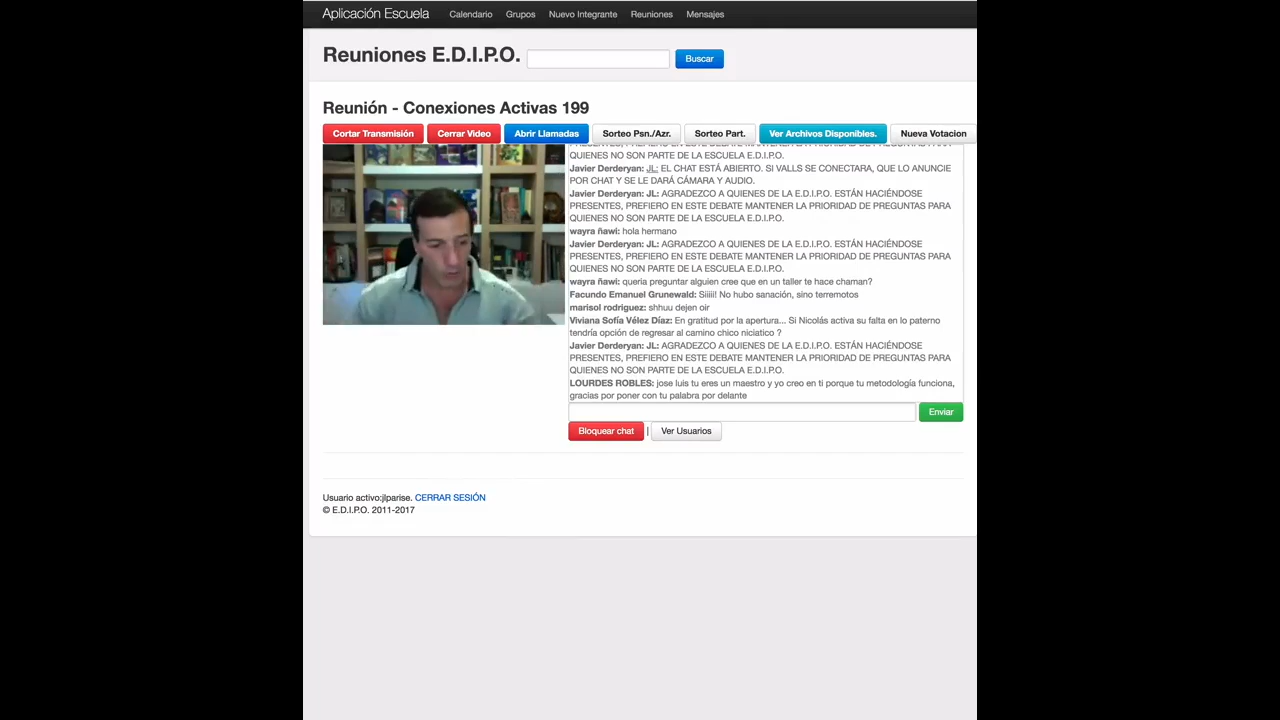 Aplicación Escuela Calendario Grupos Nuevo Integrante Reuniones Mensajes
Reuniones E.D.I.P.O. Buscar
Reunión - Conexiones Activas 199
Cortar Transmisión Cerrar Video Abrir Llamadas Sorteo Psn./Azr. Sorteo Part. Ver Archivos Disponibles. Nueva Votacion
PRESENTES, PREFIERO EN ESTE DEBATE MANTENER LA PRIORIDAD DE PREGUNTAS PARA
QUIENES NO SON PARTE DE LA ESCUELA E.D.I.P.O.
Javier Derderyan: JL: EL CHAT ESTÁ ABIERTO. SI VALLS SE CONECTARA, QUE LO ANUNCIE
POR CHAT Y SE LE DARÁ CÁMARA Y AUDIO.
Javier Derderyan: JL: AGRADEZCO A QUIENES DE LA E.D.I.P.O. ESTÁN HACIÉNDOSE
PRESENTES, PREFIERO EN ESTE DEBATE MANTENER LA PRIORIDAD DE PREGUNTAS PARA
QUIENES NO SON PARTE DE LA ESCUELA E.D.I.P.O.
wayra ñawi: hola hermano
Javier Derderyan: JL: AGRADEZCO A QUIENES DE LA E.D.I.P.O. ESTÁN HACIÉNDOSE
PRESENTES, PREFIERO EN ESTE DEBATE MANTENER LA PRIORIDAD DE PREGUNTAS PARA
QUIENES NO SON PARTE DE LA ESCUELA E.D.I.P.O.
wayra ñawi: queria preguntar alguien cree que en un taller te hace chaman?
Facundo Emanuel Grunewald: Siiiii! No hubo sanación, sino terremotos
marisol rodriguez: shhuu dejen oir
Viviana Sofía Vélez Díaz: En gratitud por la apertura... Si Nicolás activa su falta en lo paterno
tendría opción de regresar al camino chico niciatico ?
Javier Derderyan: JL: AGRADEZCO A QUIENES DE LA E.D.I.P.O. ESTÁN HACIÉNDOSE
PRESENTES, PREFIERO EN ESTE DEBATE MANTENER LA PRIORIDAD DE PREGUNTAS PARA
QUIENES NO SON PARTE DE LA ESCUELA E.D.I.P.O.
LOURDES ROBLES: jose luis tu eres un maestro y yo creo en ti porque tu metodología funciona,
gracias por poner con tu palabra por delante
Enviar
Bloquear chat | Ver Usuarios
Usuario activo:jlparise. CERRAR SESIÓN
© E.D.I.P.O. 2011-2017